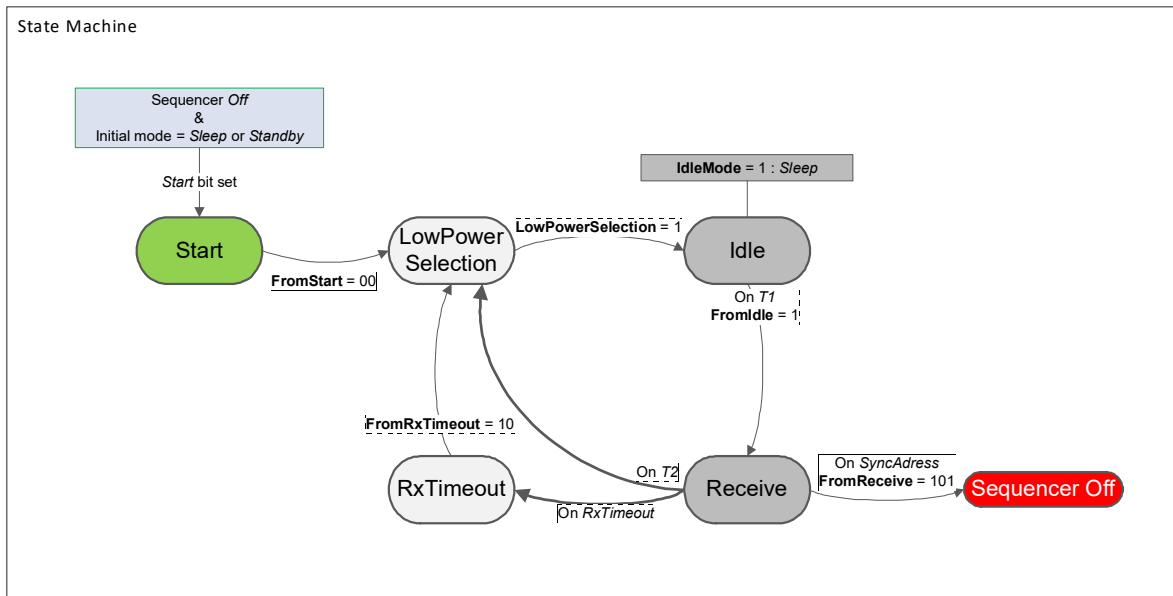 State Machine
Sequencer Off
&
Initial mode = Sleep or Standby
Start bit set
IdleMode = 1 : Sleep
Start
FromStart = 00
LowPower
Selection
LowPowerSelection = 1
Idle
On T1
FromIdle = 1
FromRxTimeout = 10
RxTimeout
On T2
On RxTimeout
Receive
On SyncAdress
FromReceive = 101
Sequencer Off